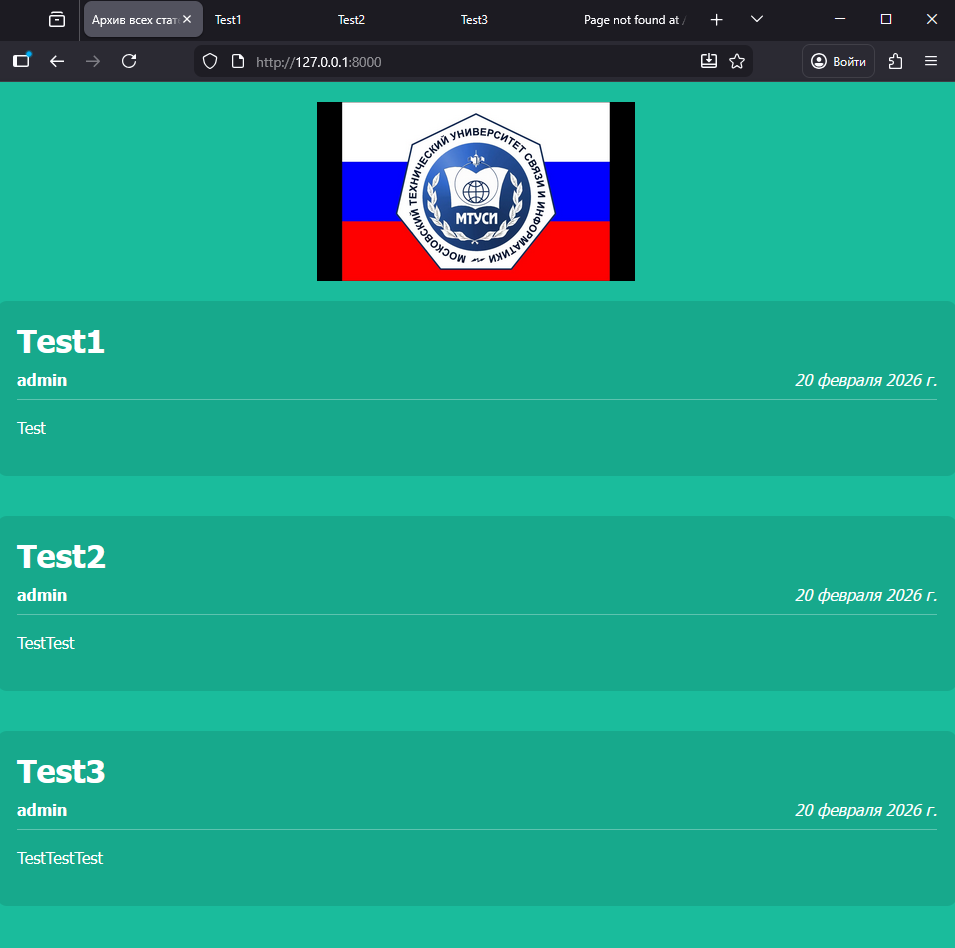 Архив всех стат
Test1
Test2
Test3
Page not found at /
http://127.0.0.1:8000
Войти
МОСКОВСКИЙ ТЕХНИЧЕСКИЙ УНИВЕРСИТЕТ СВЯЗИ И ИНФОРМАТИКИ
МТУСИ
Test1
admin
20 февраля 2026 г.
Test
Test2
admin
20 февраля 2026 г.
TestTest
Test3
admin
20 февраля 2026 г.
TestTestTest